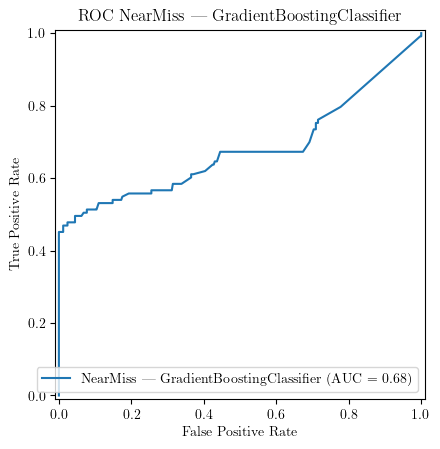 ROC NearMiss — GradientBoostingClassifier
True Positive Rate
1.0
0.8
0.6
0.4
0.2
0.0
NearMiss — GradientBoostingClassifier (AUC = 0.68)
0.0 0.2 0.4 0.6 0.8 1.0
False Positive Rate